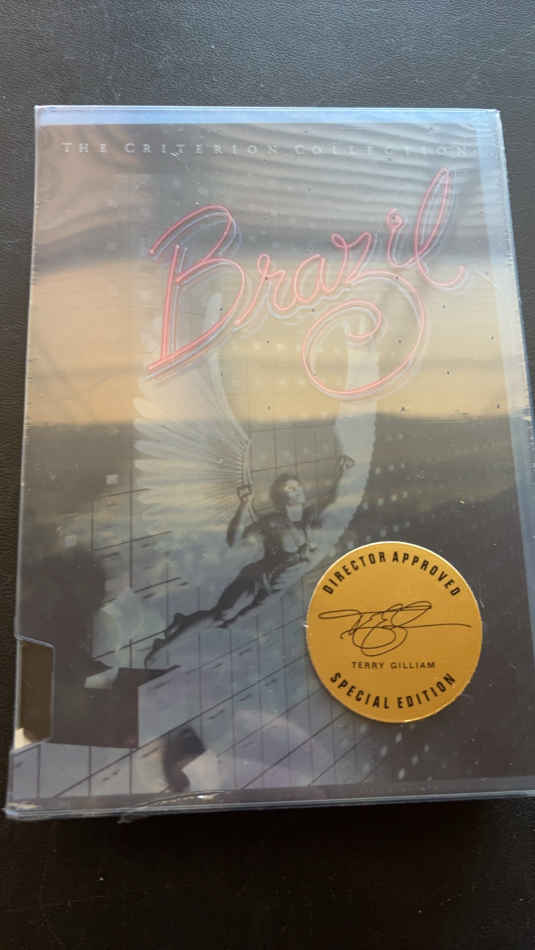 THE CRITERION COLLECTION
Brazil
DIRECTOR APPROVED
TERRY GILLIAM
SPECIAL EDITION